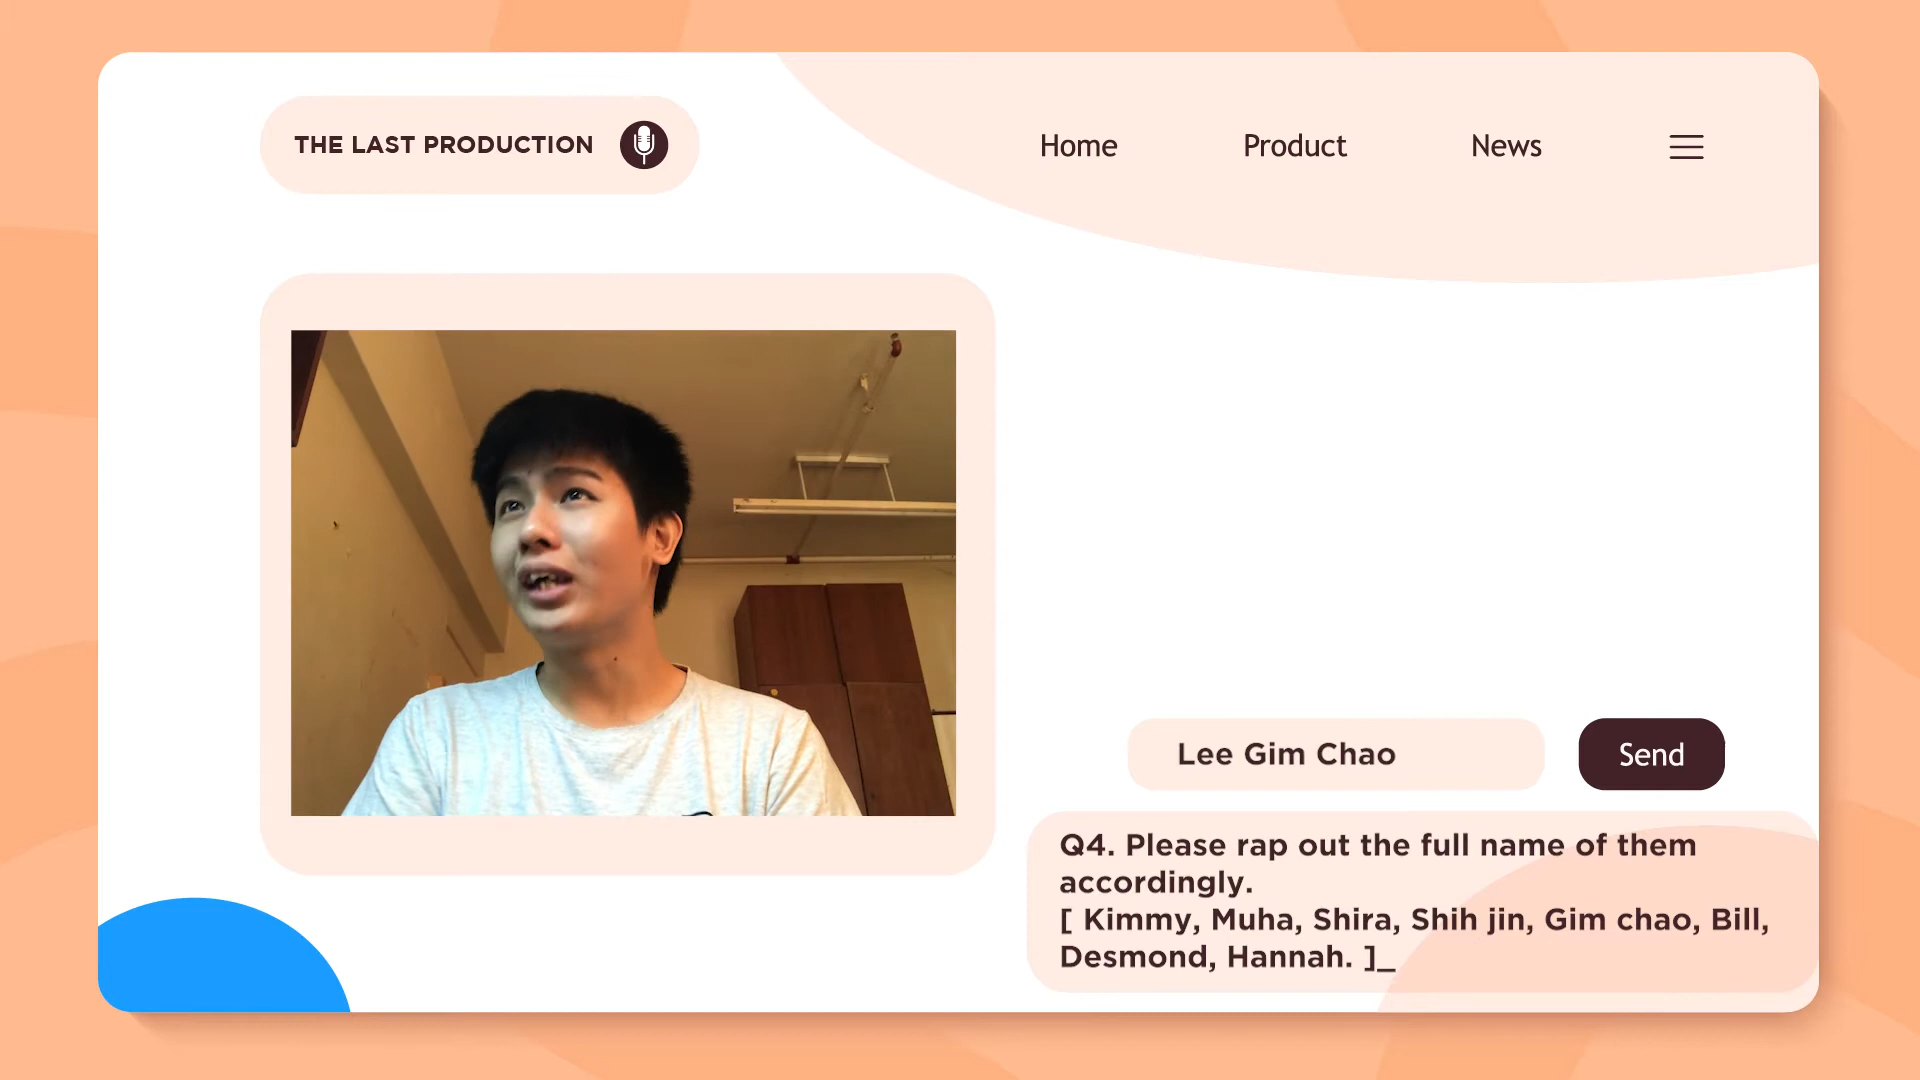 THE LAST PRODUCTION
Home
Product
News
Lee Gim Chao
Send
Q4. Please rap out the full name of them
accordingly.
[ Kimmy, Muha, Shira, Shih jin, Gim chao, Bill,
Desmond, Hannah. ]_